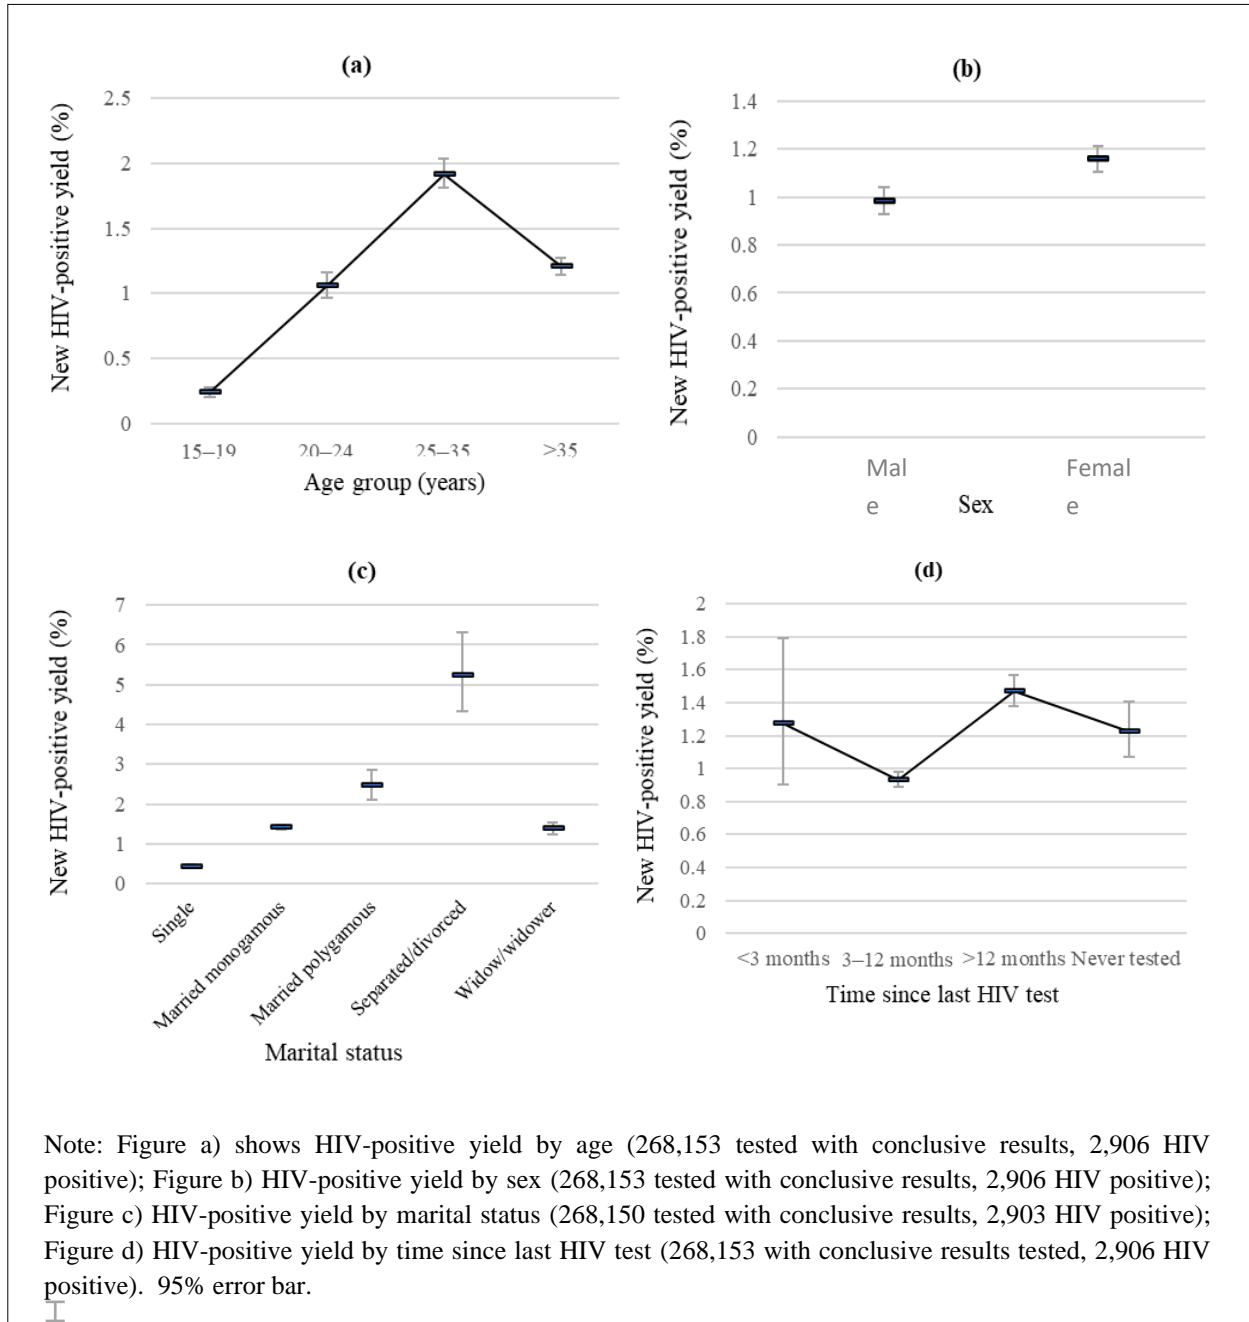 (a)
New HIV-positive yield (%)
2.5
2
1.5
1
0.5
0
15–19 20–24 25–35 >35
Age group (years)
(b)
New HIV-positive yield (%)
1.4
1.2
1
0.8
0.6
0.4
0.2
0
Mal Femal
e e
Sex
(c)
New HIV-positive yield (%)
7
6
5
4
3
2
1
0
Single
Married monogamous
Married polygamous
Separated/divorced
Widow/widower
Marital status
(d)
New HIV-positive yield (%)
2
1.8
1.6
1.4
1.2
1
0.8
0.6
0.4
0.2
0
<3 months 3–12 months >12 months Never tested
Time since last HIV test
Note: Figure a) shows HIV-positive yield by age (268,153 tested with conclusive results, 2,906 HIV
positive); Figure b) HIV-positive yield by sex (268,153 tested with conclusive results, 2,906 HIV positive);
Figure c) HIV-positive yield by marital status (268,150 tested with conclusive results, 2,903 HIV positive);
Figure d) HIV-positive yield by time since last HIV test (268,153 with conclusive results tested, 2,906 HIV
positive). 95% error bar.